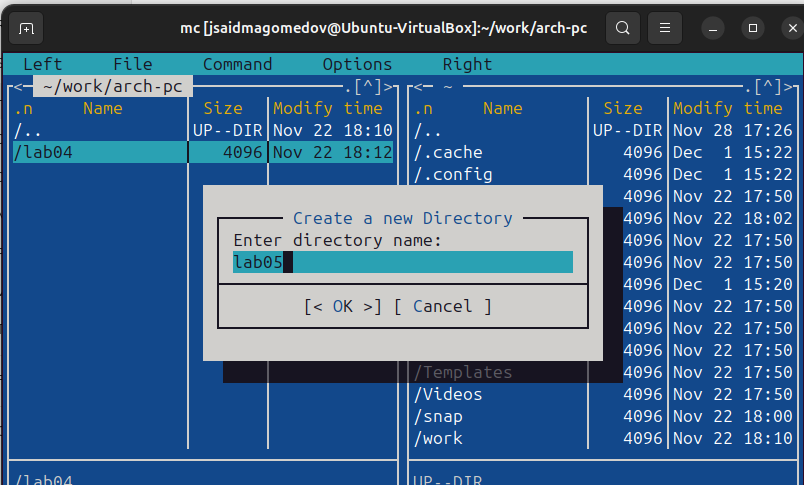 mc [jsaidmagomedov@Ubuntu-VirtualBox]:~/work/arch-pc
Left File Command Options Right
<─ ~/work/arch-pc .[^]>
.n Name Size Modify time
/.. UP--DIR Nov 22 18:10
/lab04 4096 Nov 22 18:12
/lab04
<─ ~ .[^]>
.n Name Size Modify time
/.. UP--DIR Nov 28 17:26
/.cache 4096 Dec 1 15:22
/.config 4096 Dec 1 15:22
4096 Nov 22 17:50
4096 Nov 22 18:02
4096 Nov 22 17:50
4096 Nov 22 17:50
4096 Dec 1 15:20
4096 Nov 22 17:50
4096 Nov 22 17:50
/Templates 4096 Nov 22 17:50
4096 Nov 22 17:50
/Videos 4096 Nov 22 17:50
/snap 4096 Nov 22 18:00
/work 4096 Nov 22 18:10
UP--DIR
Create a new Directory
Enter directory name:
lab05
[< OK >] [ Cancel ]